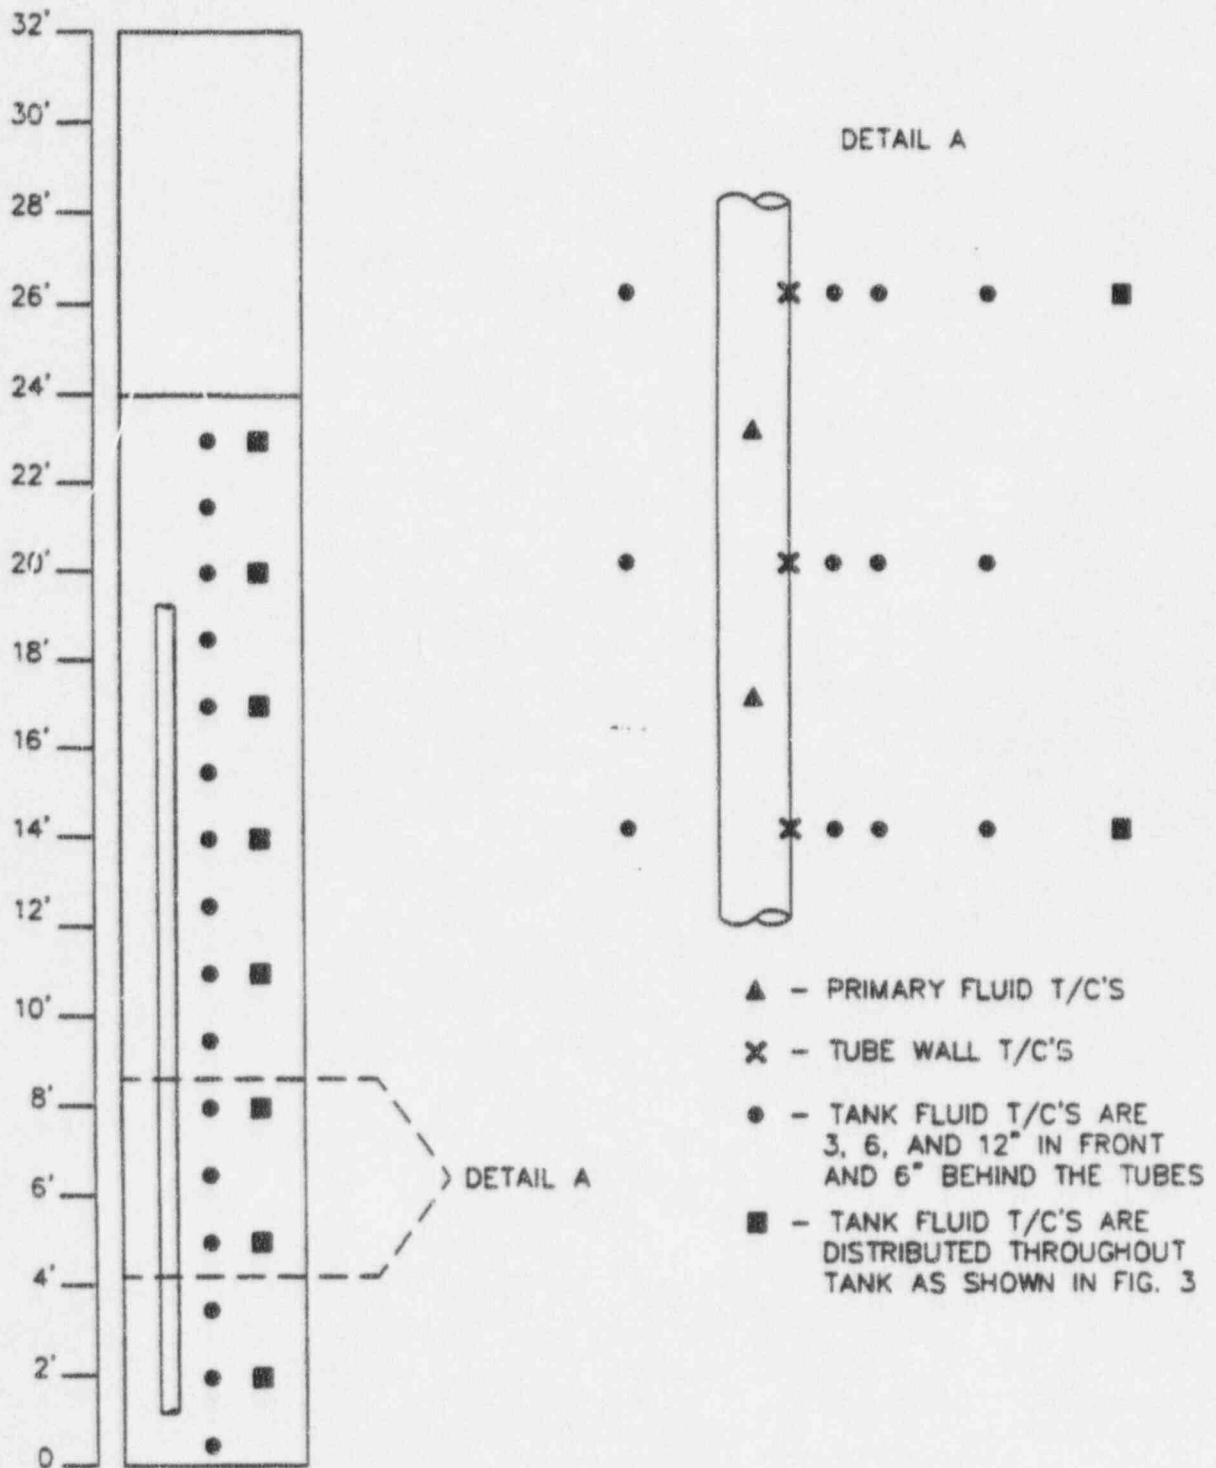 32'
30'
28'
26'
24'
22'
20'
18'
16'
14'
12'
10'
8'
6'
4'
2'
0
DETAIL A
DETAIL A
▲ - PRIMARY FLUID T/C'S
✖ - TUBE WALL T/C'S
● - TANK FLUID T/C'S ARE
3, 6, AND 12" IN FRONT
AND 6" BEHIND THE TUBES
■ - TANK FLUID T/C'S ARE
DISTRIBUTED THROUGHOUT
TANK AS SHOWN IN FIG. 3